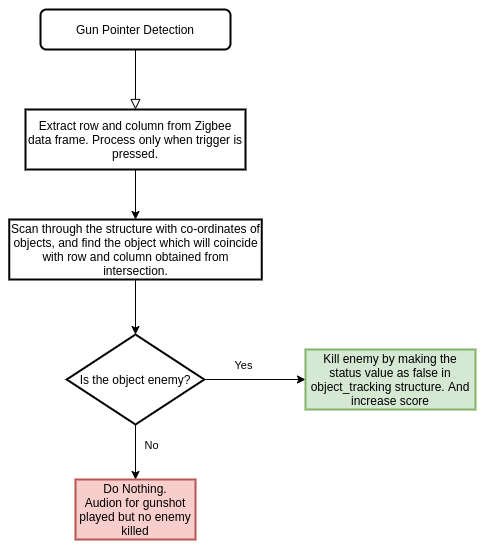 Gun Pointer Detection
Extract row and column from Zigbee
data frame. Process only when trigger is
pressed.
Scan through the structure with co-ordinates of
objects, and find the object which will coincide
with row and column obtained from
intersection.
Is the object enemy?
Yes
Kill enemy by making the
status value as false in
object_tracking structure. And
increase score
No
Do Nothing.
Audion for gunshot
played but no enemy
killed